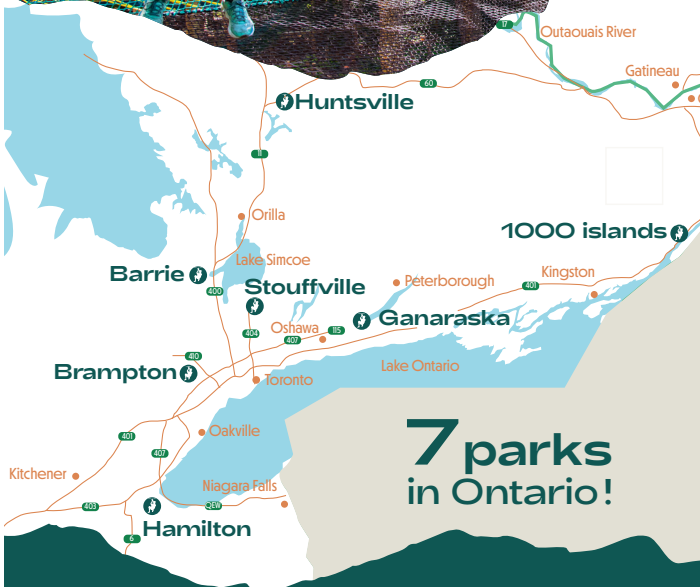 17
Outaouais River
Gatineau
60
Huntsville
11
Orilla
1000 islands
Lake Simcoe
Barrie
Kingston
Stouffville
Peterborough
400
401
Ganaraska
Oshawa
115
404
407
410
Lake Ontario
Brampton
Toronto
Oakville
401
407
7 parks
in Ontario!
Kitchener
Niagara Falls
403
QEW
Hamilton
6